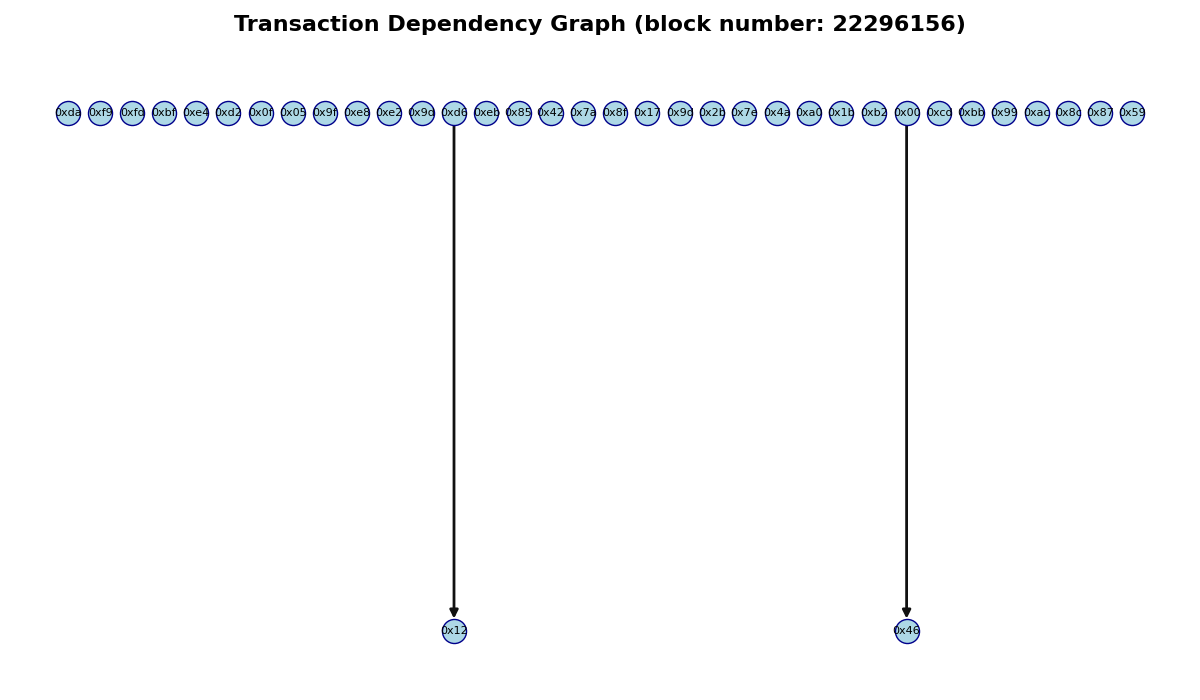 Transaction Dependency Graph (block number: 22296156)
0xda 0xf9 0xfd 0xbf 0xe4 0xd2 0x0f 0x05 0x9f 0xe8 0xe2 0x9d 0xd6 0xeb 0x85 0x42 0x7a 0x8f 0x17 0x9d 0x2b 0x7e 0x4a 0xa0 0x1b 0xb2 0x00 0xcd 0xbb 0x99 0xac 0x8c 0x87 0x59
0x12 0x46